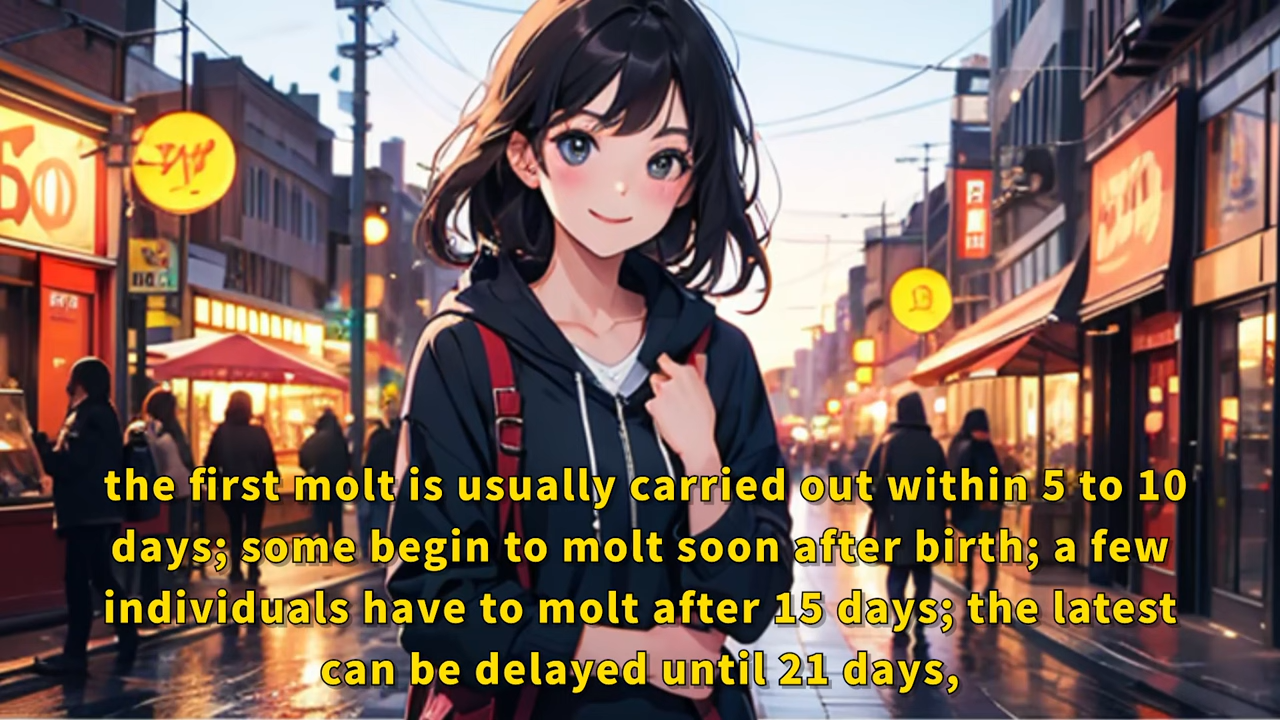 the first molt is usually carried out within 5 to 10
days; some begin to molt soon after birth; a few
individuals have to molt after 15 days; the latest
can be delayed until 21 days,